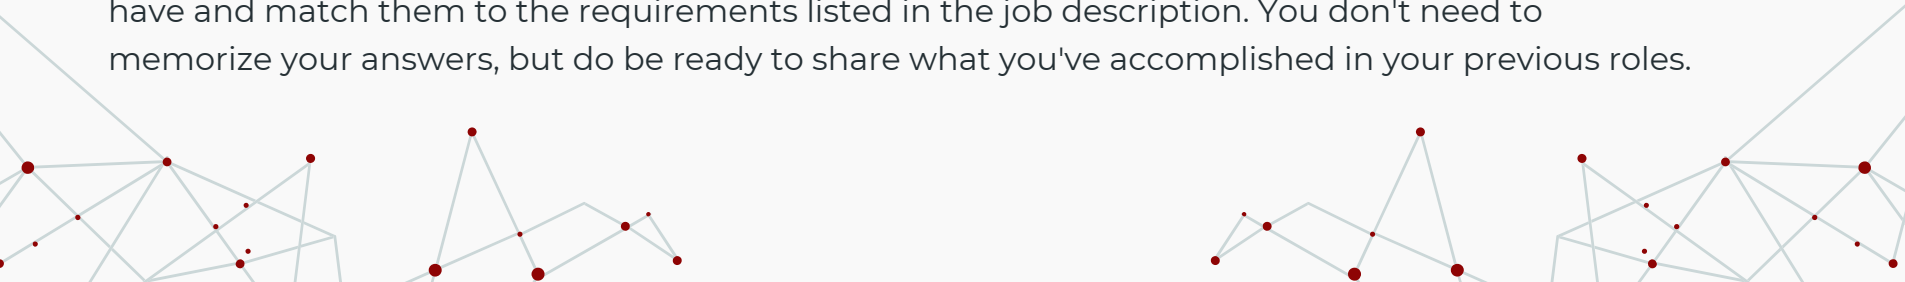 have and match them to the requirements listed in the job description. You don't need to
memorize your answers, but do be ready to share what you've accomplished in your previous roles.